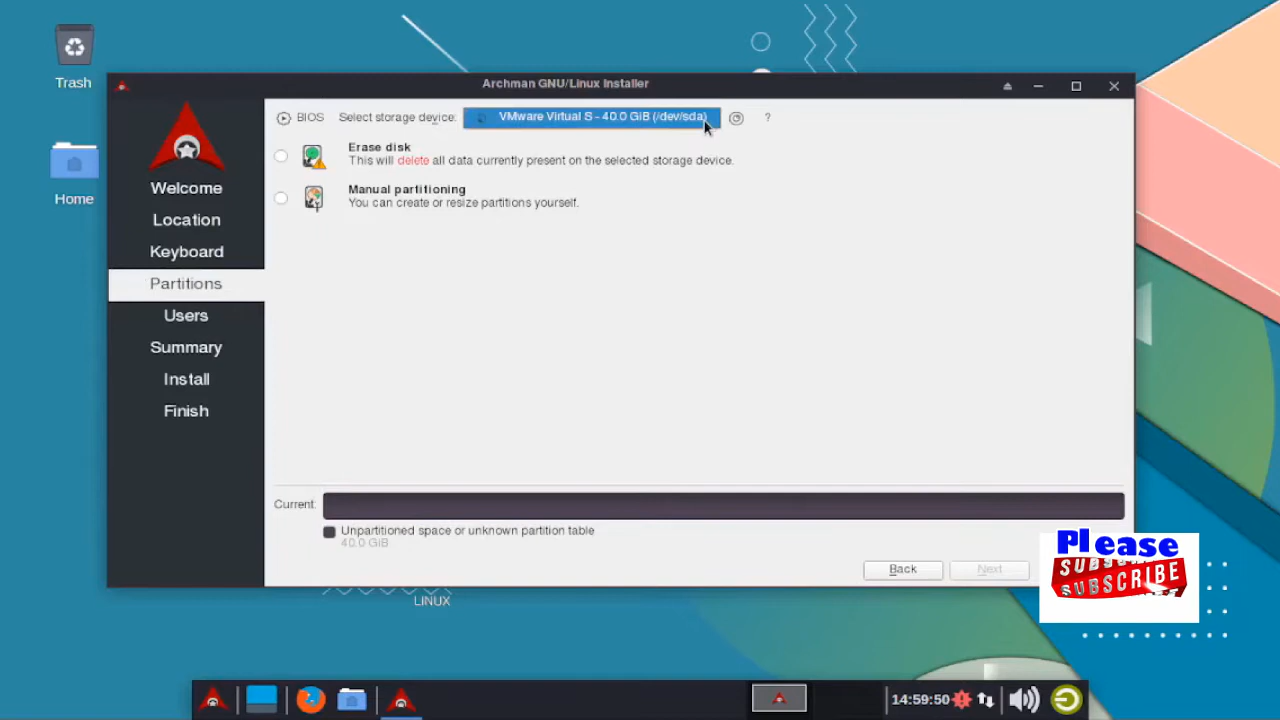 Trash
Home
Archman GNU/Linux Installer
Welcome
Location
Keyboard
Partitions
Users
Summary
Install
Finish
BIOS Select storage device: VMware Virtual S - 40.0 GiB (/dev/sda) ?
Erase disk
This will delete all data currently present on the selected storage device.
Manual partitioning
You can create or resize partitions yourself.
Current:
Unpartitioned space or unknown partition table
40.0 GiB
Back Next
Please
SUBSCRIBE
SUBSCRIBE
LINUX
14:59:50